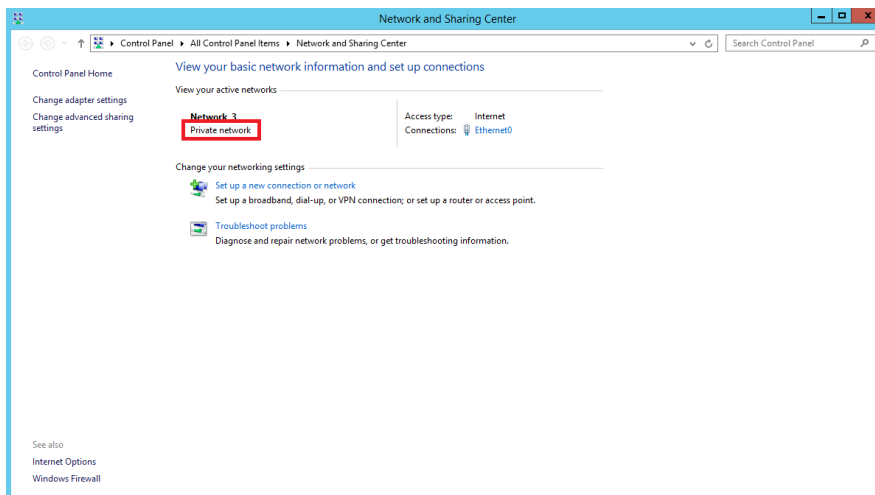 Network and Sharing Center
Control Panel ▸ All Control Panel Items ▸ Network and Sharing Center
Search Control Panel
Control Panel Home
Change adapter settings
Change advanced sharing
settings
View your basic network information and set up connections
View your active networks
Network 3
Private network
Access type: Internet
Connections: Ethernet0
Change your networking settings
Set up a new connection or network
Set up a broadband, dial-up, or VPN connection; or set up a router or access point.
Troubleshoot problems
Diagnose and repair network problems, or get troubleshooting information.
See also
Internet Options
Windows Firewall